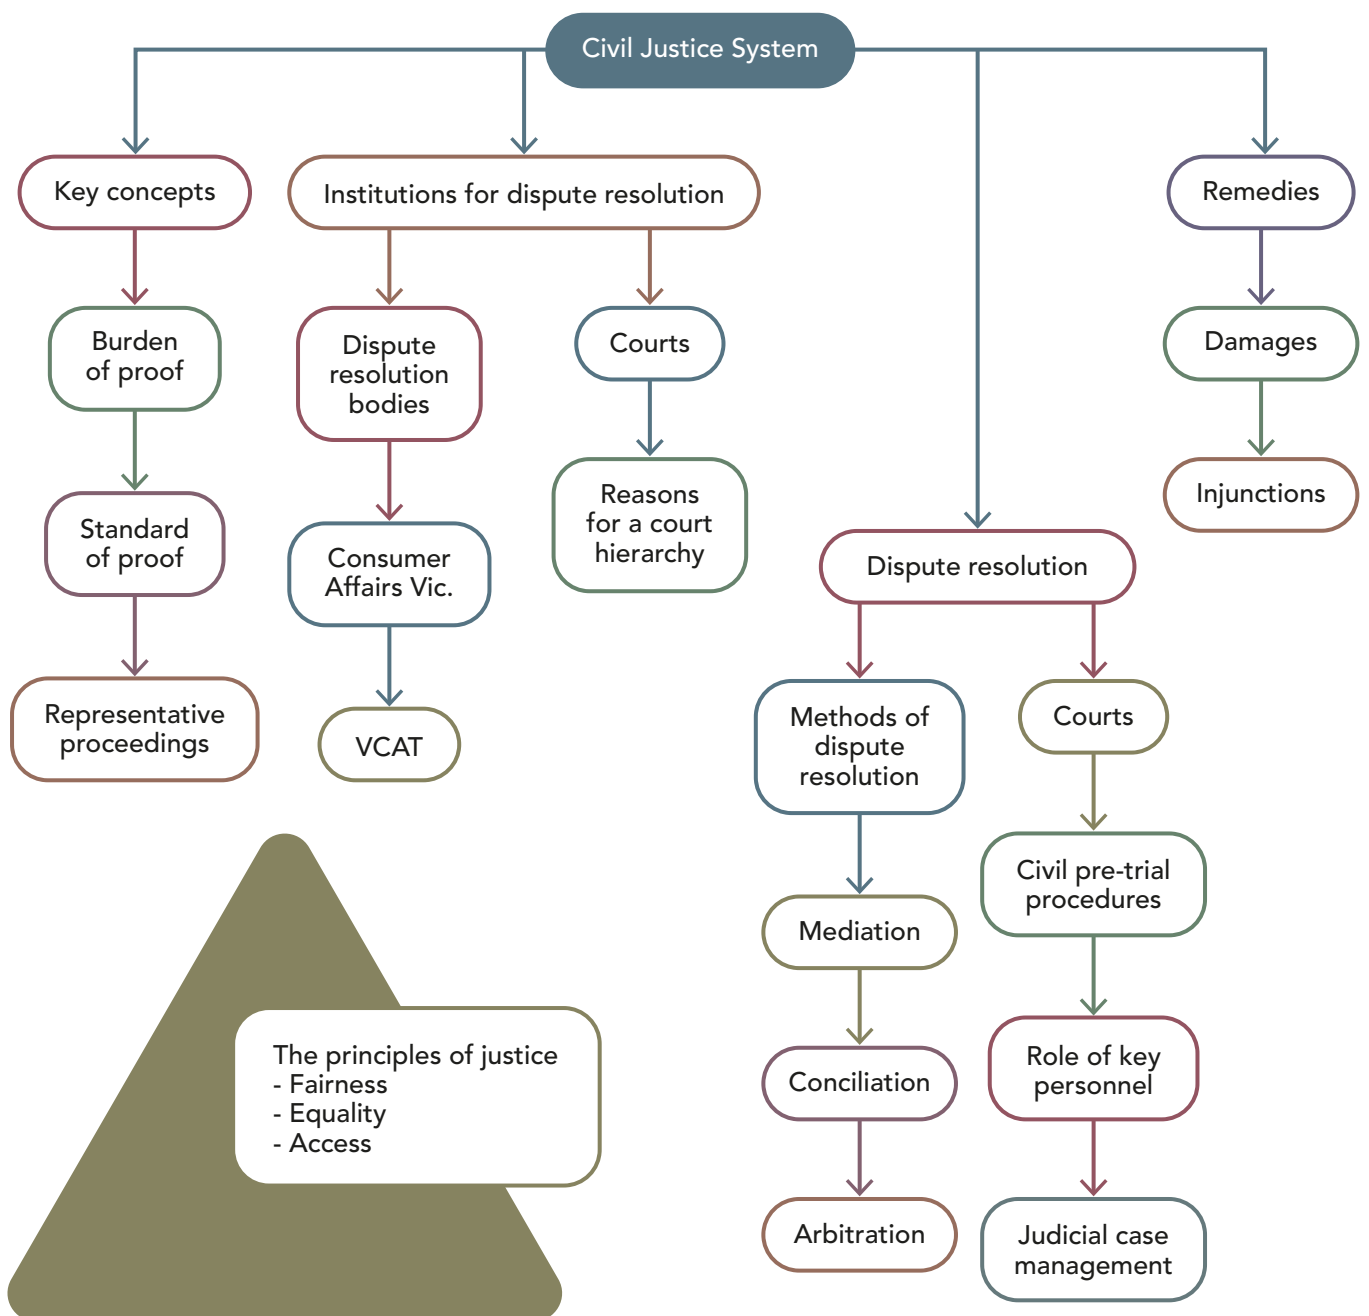 Civil Justice System
Key concepts
Institutions for dispute resolution
Remedies
Burden
of proof
Dispute
resolution
bodies
Courts
Damages
Standard
of proof
Consumer
Affairs Vic.
Reasons
for a court
hierarchy
Injunctions
Dispute resolution
Representative
proceedings
VCAT
Methods of
dispute
resolution
Courts
Civil pre-trial
procedures
Mediation
The principles of justice
- Fairness
- Equality
- Access
Conciliation
Role of key
personnel
Arbitration
Judicial case
management